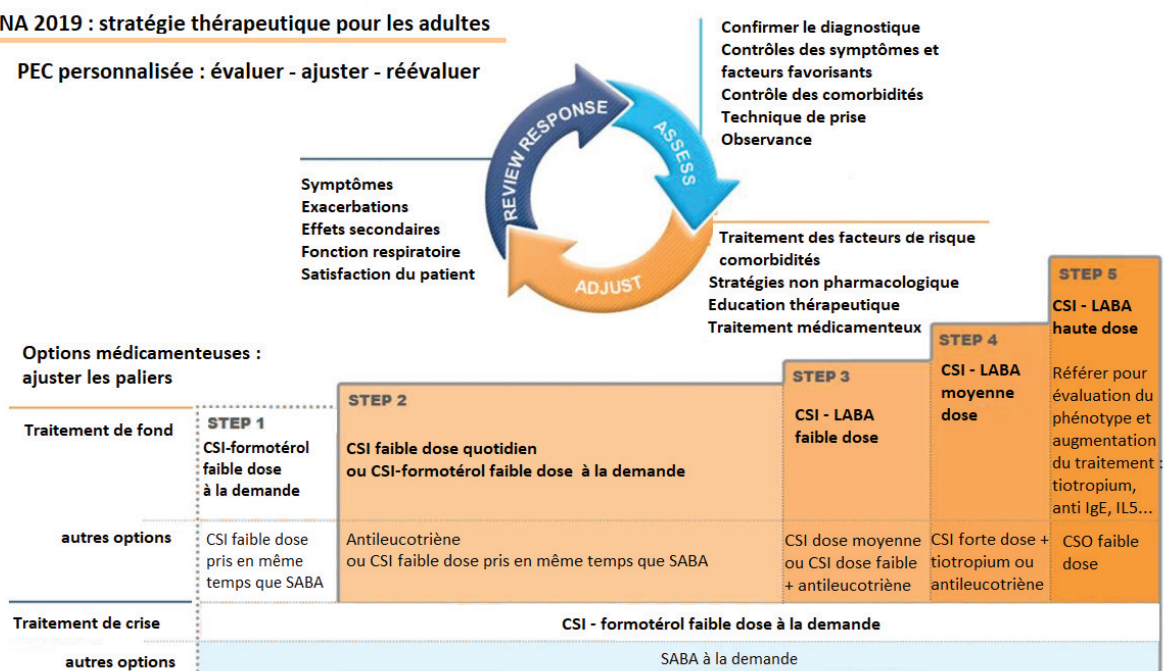 NA 2019 : stratégie thérapeutique pour les adultes
PEC personnalisée : évaluer - ajuster - réévaluer
Confirmer le diagnostique
Contrôles des symptômes et
facteurs favorisants
Contrôle des comorbidités
Technique de prise
Observance
REVIEW RESPONSE
ASSESS
ADJUST
Symptômes
Exacerbations
Effets secondaires
Fonction respiratoire
Satisfaction du patient
Traitement des facteurs de risque
comorbidités
Stratégies non pharmacologique
Education thérapeutique
Traitement médicamenteux
Options médicamenteuses :
ajuster les paliers
Traitement de fond
STEP 1
CSI-formotérol
faible dose
à la demande
STEP 2
CSI faible dose quotidien
ou CSI-formotérol faible dose à la demande
STEP 3
CSI - LABA
faible dose
STEP 4
CSI - LABA
moyenne
dose
STEP 5
CSI - LABA
haute dose
Référer pour
évaluation du
phénotype et
augmentation
du traitement :
tiotropium,
anti IgE, IL5...
autres options
CSI faible dose
pris en même
temps que SABA
Antileucotriène
ou CSI faible dose pris en même temps que SABA
CSI dose moyenne
ou CSI dose faible
+ antileucotriène
CSI forte dose +
tiotropium ou
antileucotriène
CSO faible
dose
Traitement de crise
CSI - formotérol faible dose à la demande
autres options
SABA à la demande